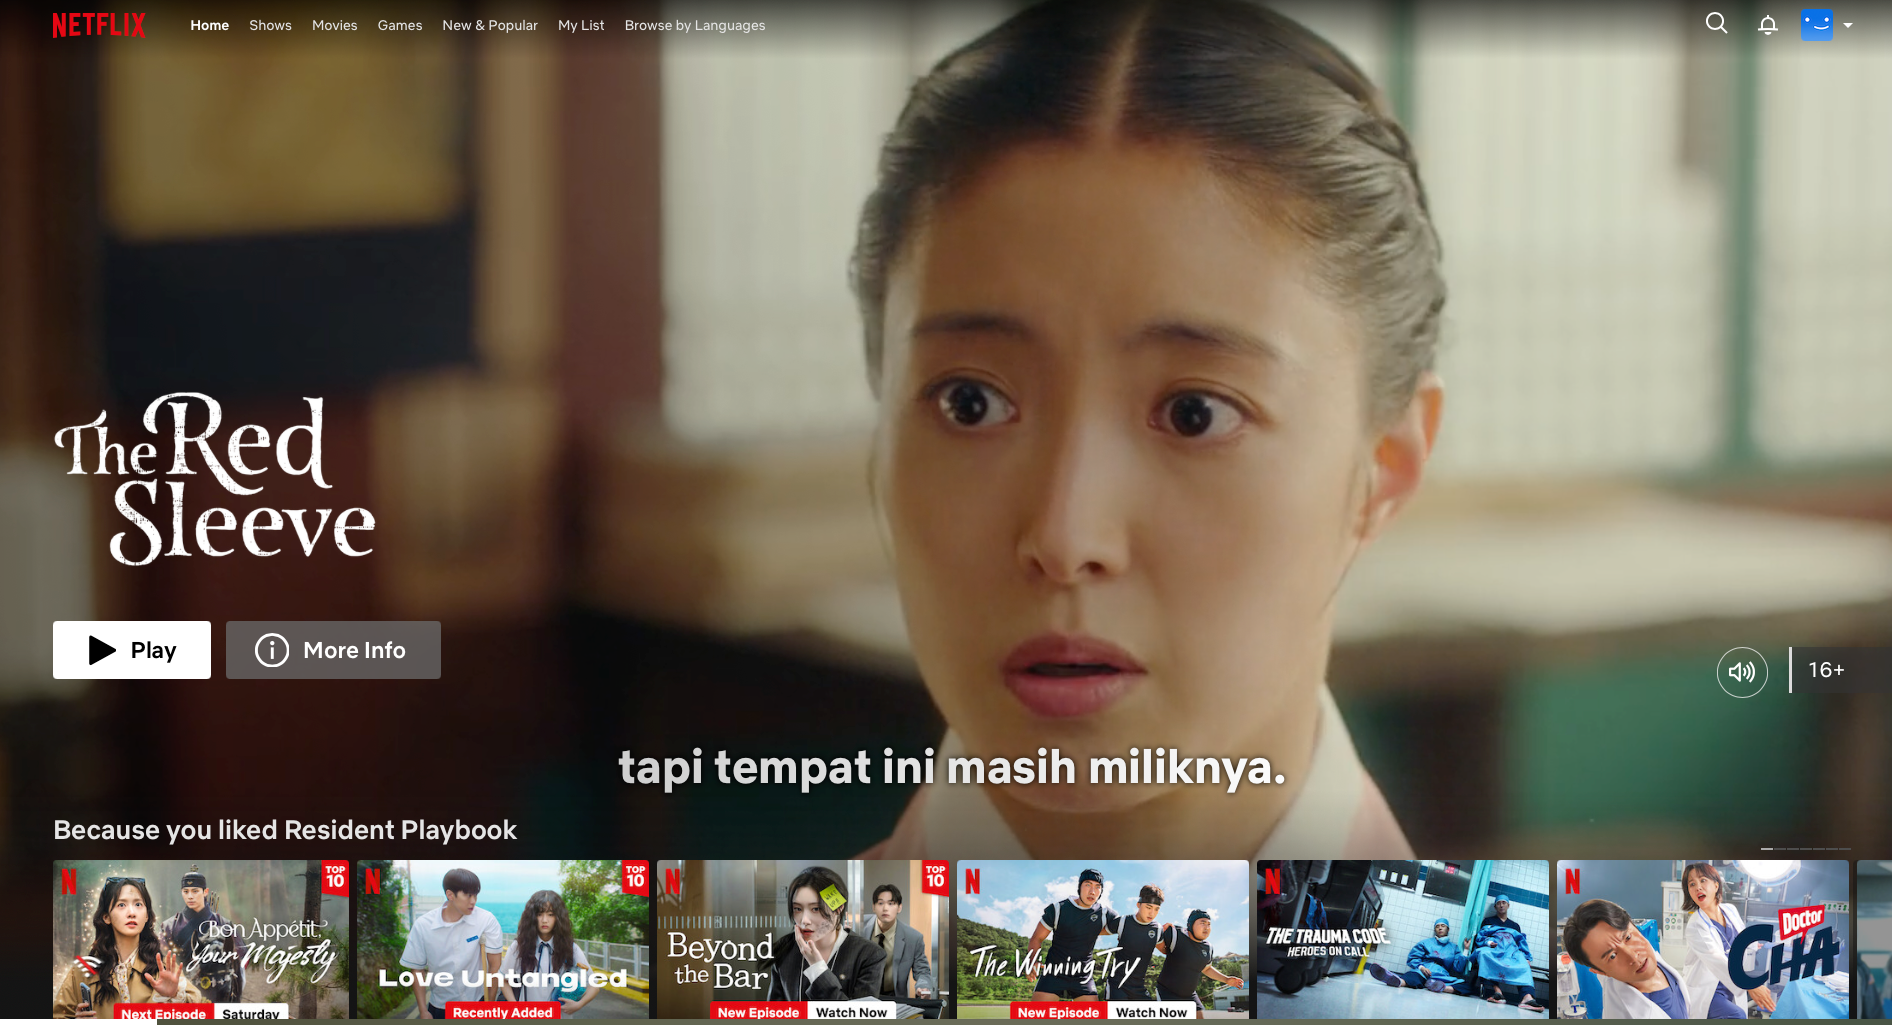 NETFLIX
Home Shows Movies Games New & Popular My List Browse by Languages
The Red
Sleeve
Play More Info
16+
tapi tempat ini masih miliknya.
Because you liked Resident Playbook
N TOP 10
Bon Appétit,
Your Majesty
Next Episode Saturday
N TOP 10
Love Untangled
Recently Added
N TOP 10
Beyond
the Bar
New Episode Watch Now
N
The Winning Try
New Episode Watch Now
N
THE TRAUMA CODE
HEROES ON CALL
N
DOCTOR
CHA